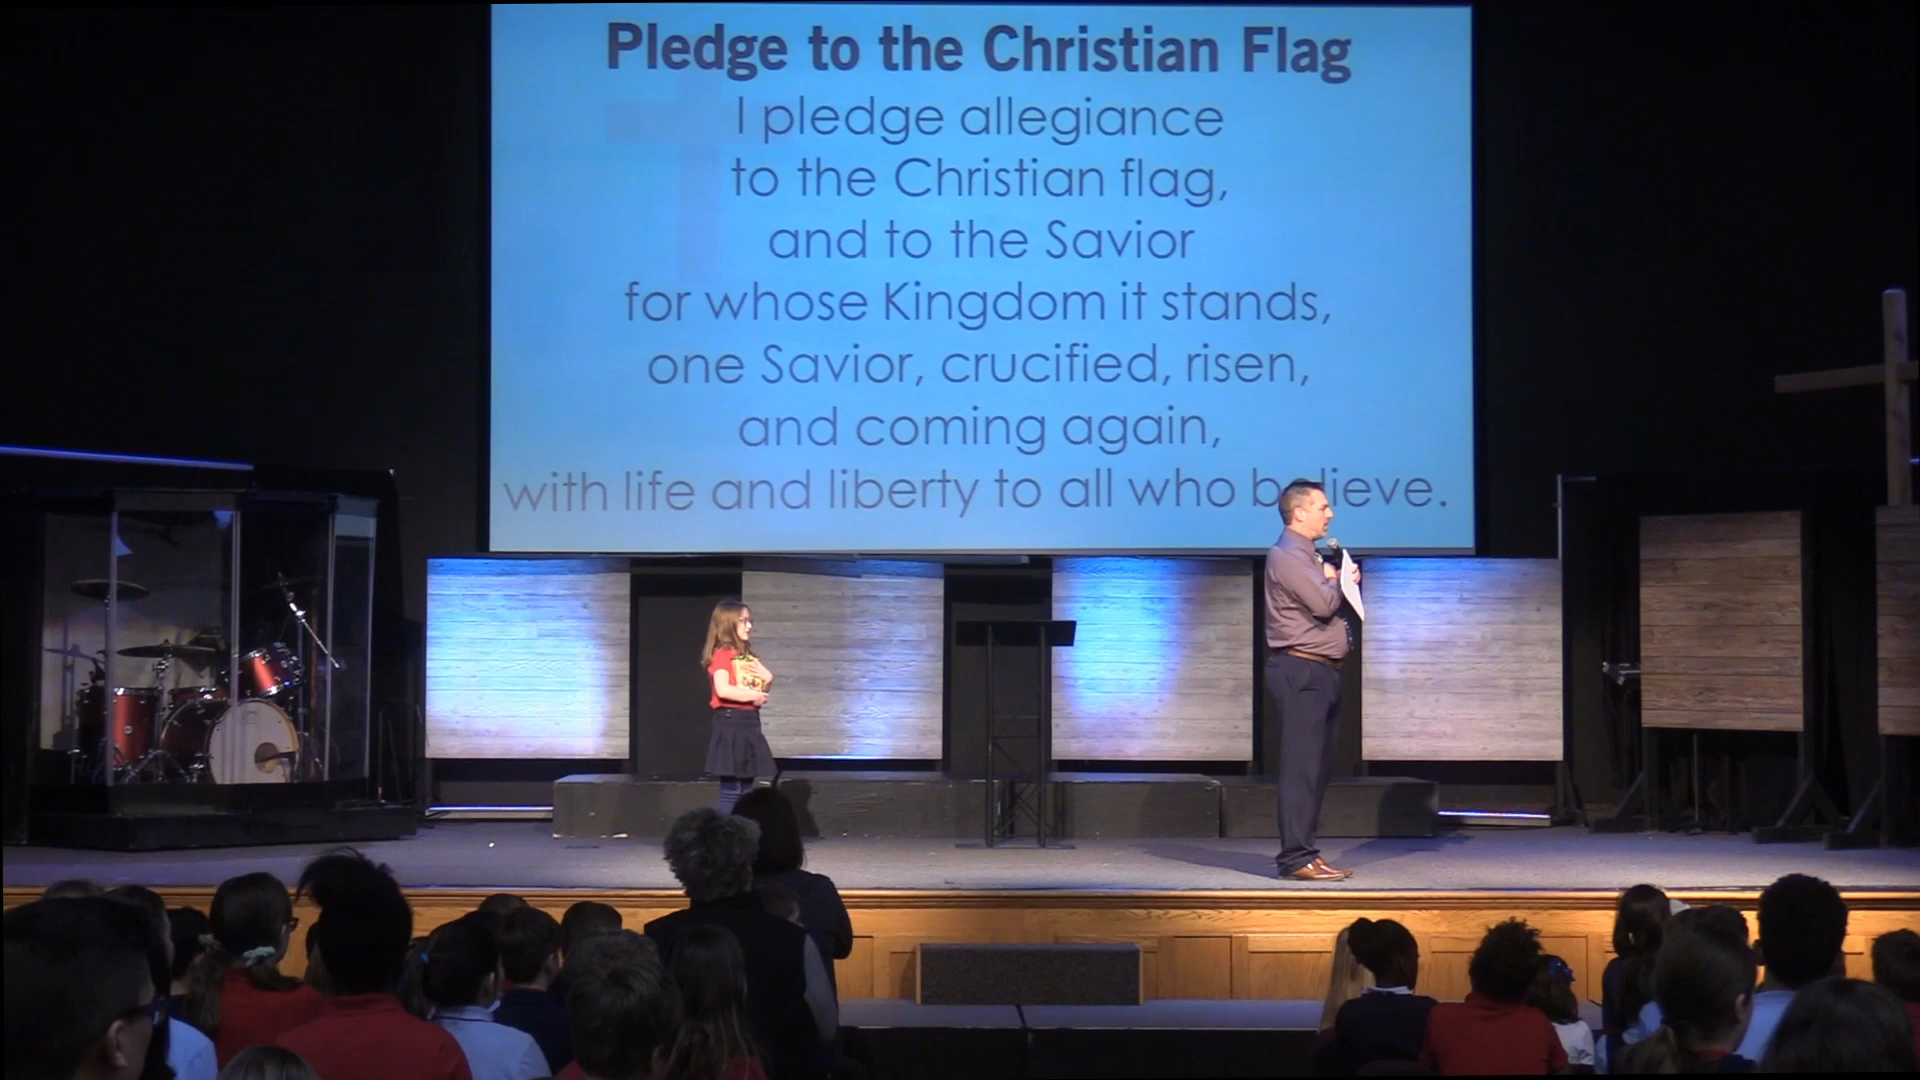 Pledge to the Christian Flag
I pledge allegiance
to the Christian flag,
and to the Savior
for whose Kingdom it stands,
one Savior, crucified, risen,
and coming again,
with life and liberty to all who believe.